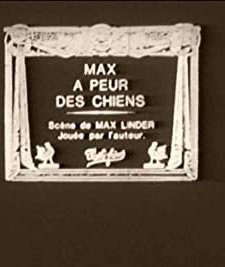 MAX
A PEUR
DES CHIENS
Scène de MAX LINDER
Jouée par l'auteur.